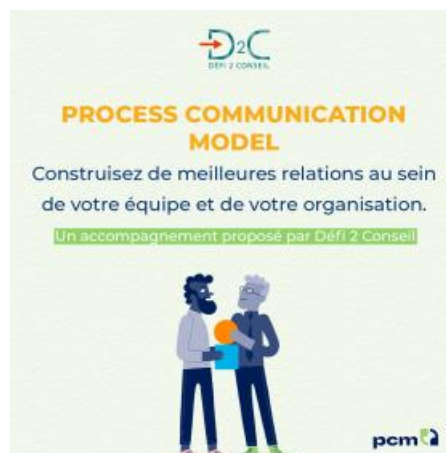 D2C
DÉFI 2 CONSEIL
PROCESS COMMUNICATION
MODEL
Construisez de meilleures relations au sein
de votre équipe et de votre organisation.
Un accompagnement proposé par Défi 2 Conseil
pcm